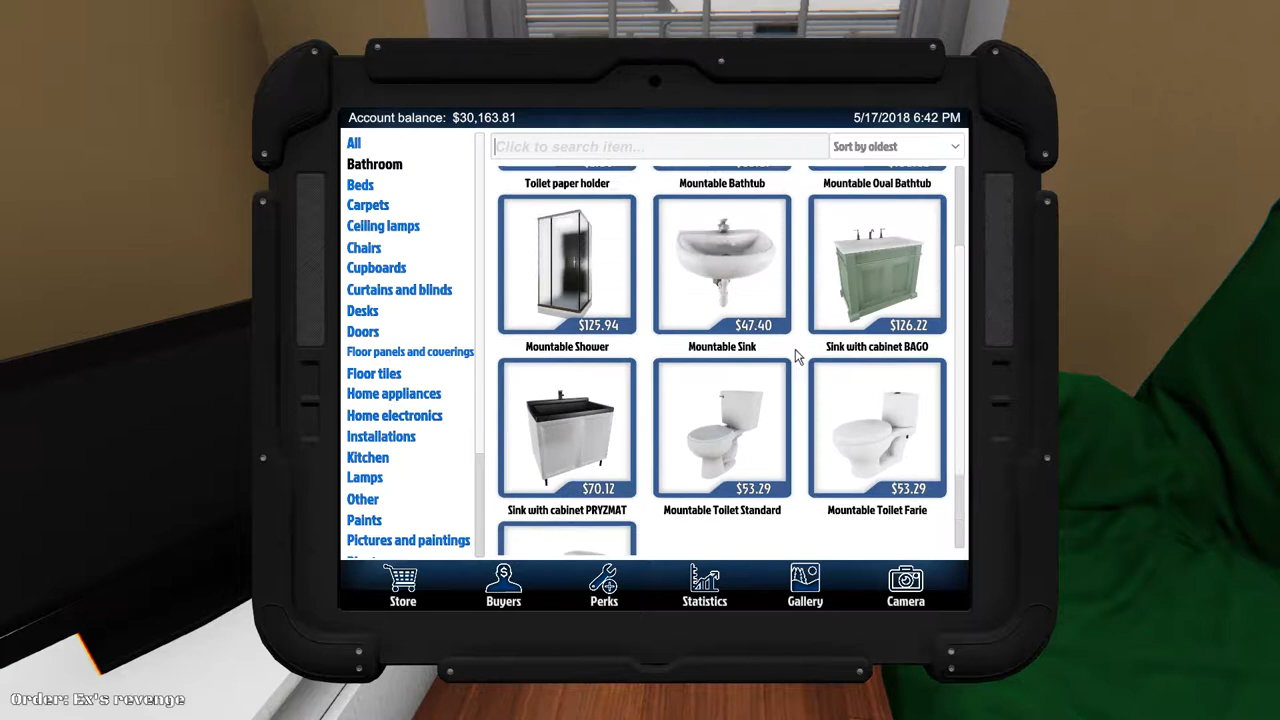 Account balance: $30,163.81
5/17/2018 6:42 PM
All
Bathroom
Beds
Carpets
Ceiling lamps
Chairs
Cupboards
Curtains and blinds
Desks
Doors
Floor panels and coverings
Floor tiles
Home appliances
Home electronics
Installations
Kitchen
Lamps
Other
Paints
Pictures and paintings
Click to search item...
Sort by oldest
Toilet paper holder
Mountable Bathtub
Mountable Oval Bathtub
$125.94
$47.40
$126.22
Mountable Shower
Mountable Sink
Sink with cabinet BAGO
$70.12
$53.29
$53.29
Sink with cabinet PRYZMAT
Mountable Toilet Standard
Mountable Toilet Farie
Store
Buyers
Perks
Statistics
Gallery
Camera
Order: Ex's revenge